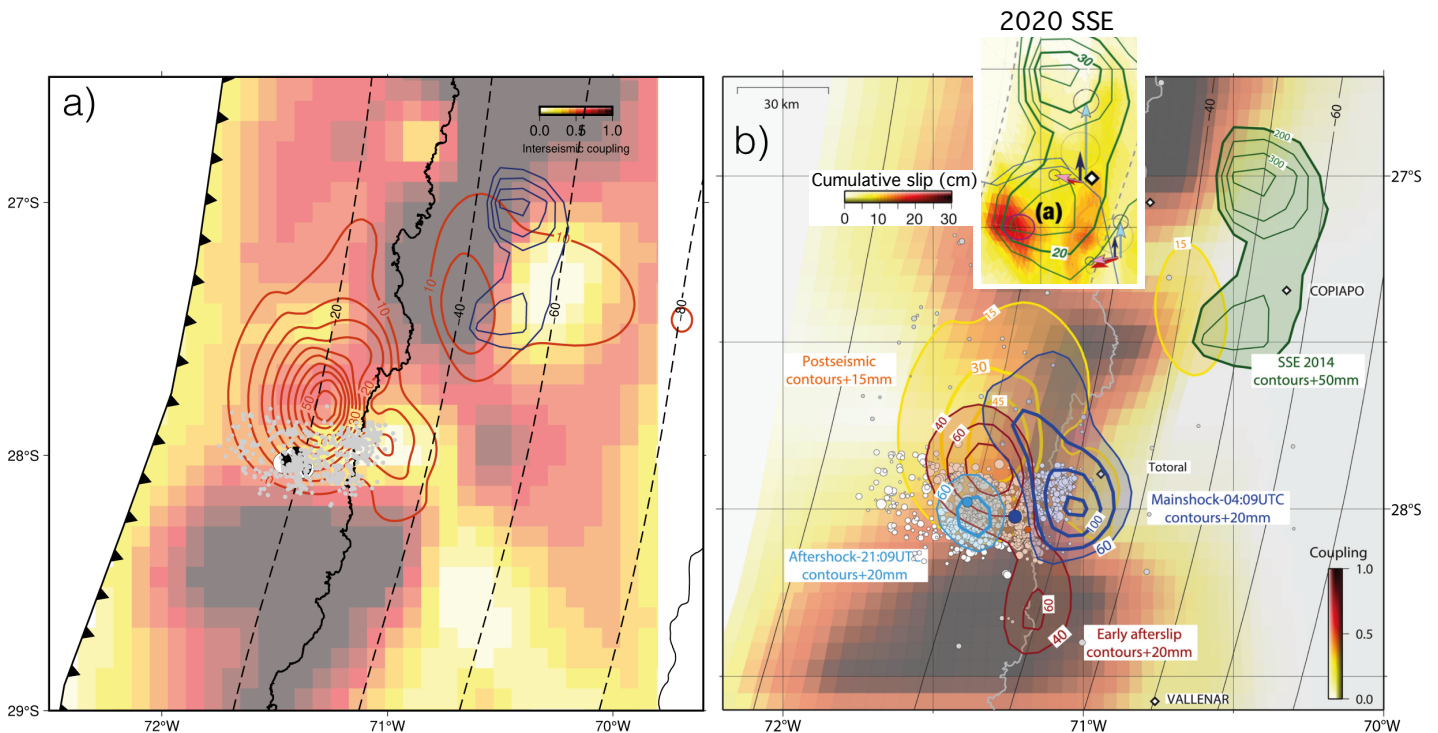 2020 SSE
a)
0.0 0.5 1.0
Interseismic coupling
10
10
10
20
30
50
-20
-40
-60
-80
27°S
28°S
29°S
72°W
71°W
70°W
b)
30 km
30
Cumulative slip (cm)
0 10 20 30
(a)
20
-40
-60
200
300
27°S
15
COPIAPO
SSE 2014
contours+50mm
15
Postseismic
contours+15mm
30
45
40
60
60
Totoral
Mainshock-04:09UTC
contours+20mm
100
60
28°S
Aftershock-21:09UTC
contours+20mm
60
40
Early afterslip
contours+20mm
Coupling
1.0
0.5
0.0
VALLENAR
72°W
71°W
70°W